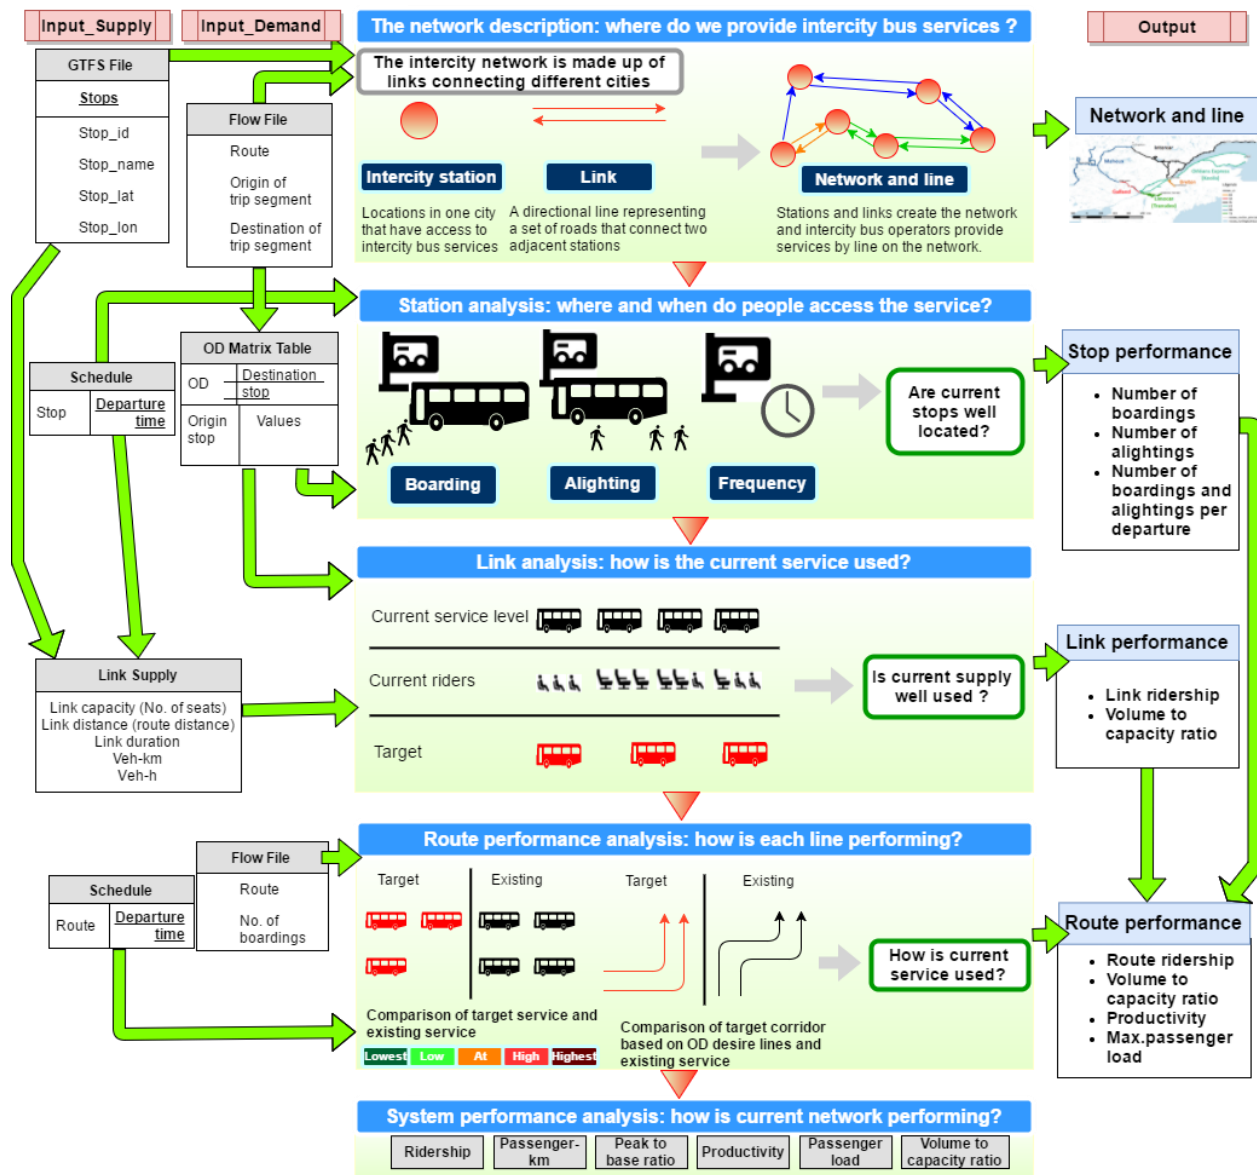 Input_Supply
Input_Demand
The network description: where do we provide intercity bus services ?
Output
GTFS File
Stops
Stop_id
Stop_name
Stop_lat
Stop_lon
Flow File
Route
Origin of
trip segment
Destination of
trip segment
The intercity network is made up of
links connecting different cities
Intercity station
Link
Network and line
Locations in one city
that have access to
intercity bus services
A directional line representing
a set of roads that connect two
adjacent stations
Stations and links create the network
and intercity bus operators provide
services by line on the network.
Network and line
Station analysis: where and when do people access the service?
Schedule
Stop
Departure
time
OD Matrix Table
OD
Destination
stop
Origin
stop
Values
Boarding
Alighting
Frequency
Are current
stops well
located?
Stop performance
• Number of
boardings
• Number of
alightings
• Number of
boardings and
alightings per
departure
Link analysis: how is the current service used?
Current service level
Current riders
Target
Is current supply
well used ?
Link Supply
Link capacity (No. of seats)
Link distance (route distance)
Link duration
Veh-km
Veh-h
Link performance
• Link ridership
• Volume to
capacity ratio
Route performance analysis: how is each line performing?
Flow File
Route
No. of
boardings
Schedule
Route
Departure
time
Target
Existing
Target
Existing
Comparison of target service and
existing service
Lowest
Low
At
High
Highest
Comparison of target corridor
based on OD desire lines and
existing service
How is current
service used?
Route performance
• Route ridership
• Volume to
capacity ratio
• Productivity
• Max.passenger
load
System performance analysis: how is current network performing?
Ridership
Passenger-
km
Peak to
base ratio
Productivity
Passenger
load
Volume to
capacity ratio